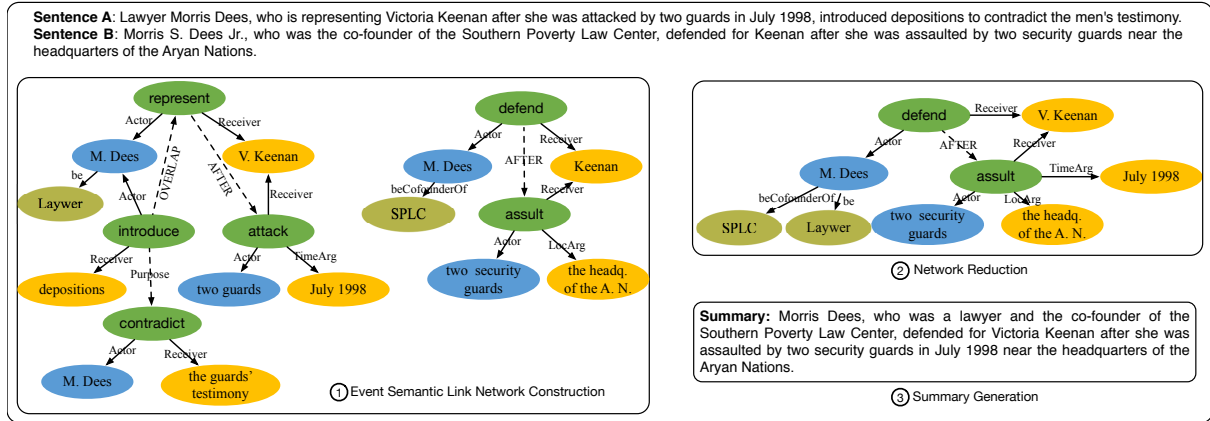 Sentence A: Lawyer Morris Dees, who is representing Victoria Keenan after she was attacked by two guards in July 1998, introduced depositions to contradict the men's testimony.
Sentence B: Morris S. Dees Jr., who was the co-founder of the Southern Poverty Law Center, defended for Keenan after she was assaulted by two security guards near the
headquarters of the Aryan Nations.
represent
Actor
Receiver
M. Dees
V. Keenan
be
OVERLAP
AFTER
Laywer
Actor
Receiver
introduce
attack
Receiver
Purpose
Actor
TimeArg
depositions
two guards
July 1998
contradict
Actor
Receiver
M. Dees
the guards'
testimony
defend
Actor
Receiver
AFTER
M. Dees
Keenan
beCofounderOf
Receiver
SPLC
assult
Actor
LocArg
two security
guards
the headq.
of the A. N.
1 Event Semantic Link Network Construction
defend
Receiver
V. Keenan
Actor
AFTER
Receiver
M. Dees
assult
TimeArg
July 1998
beCofounderOf
be
Actor
LocArg
SPLC
Laywer
two security
guards
the headq.
of the A. N.
2 Network Reduction
Summary: Morris Dees, who was a lawyer and the co-founder of the
Southern Poverty Law Center, defended for Victoria Keenan after she was
assaulted by two security guards in July 1998 near the headquarters of the
Aryan Nations.
3 Summary Generation